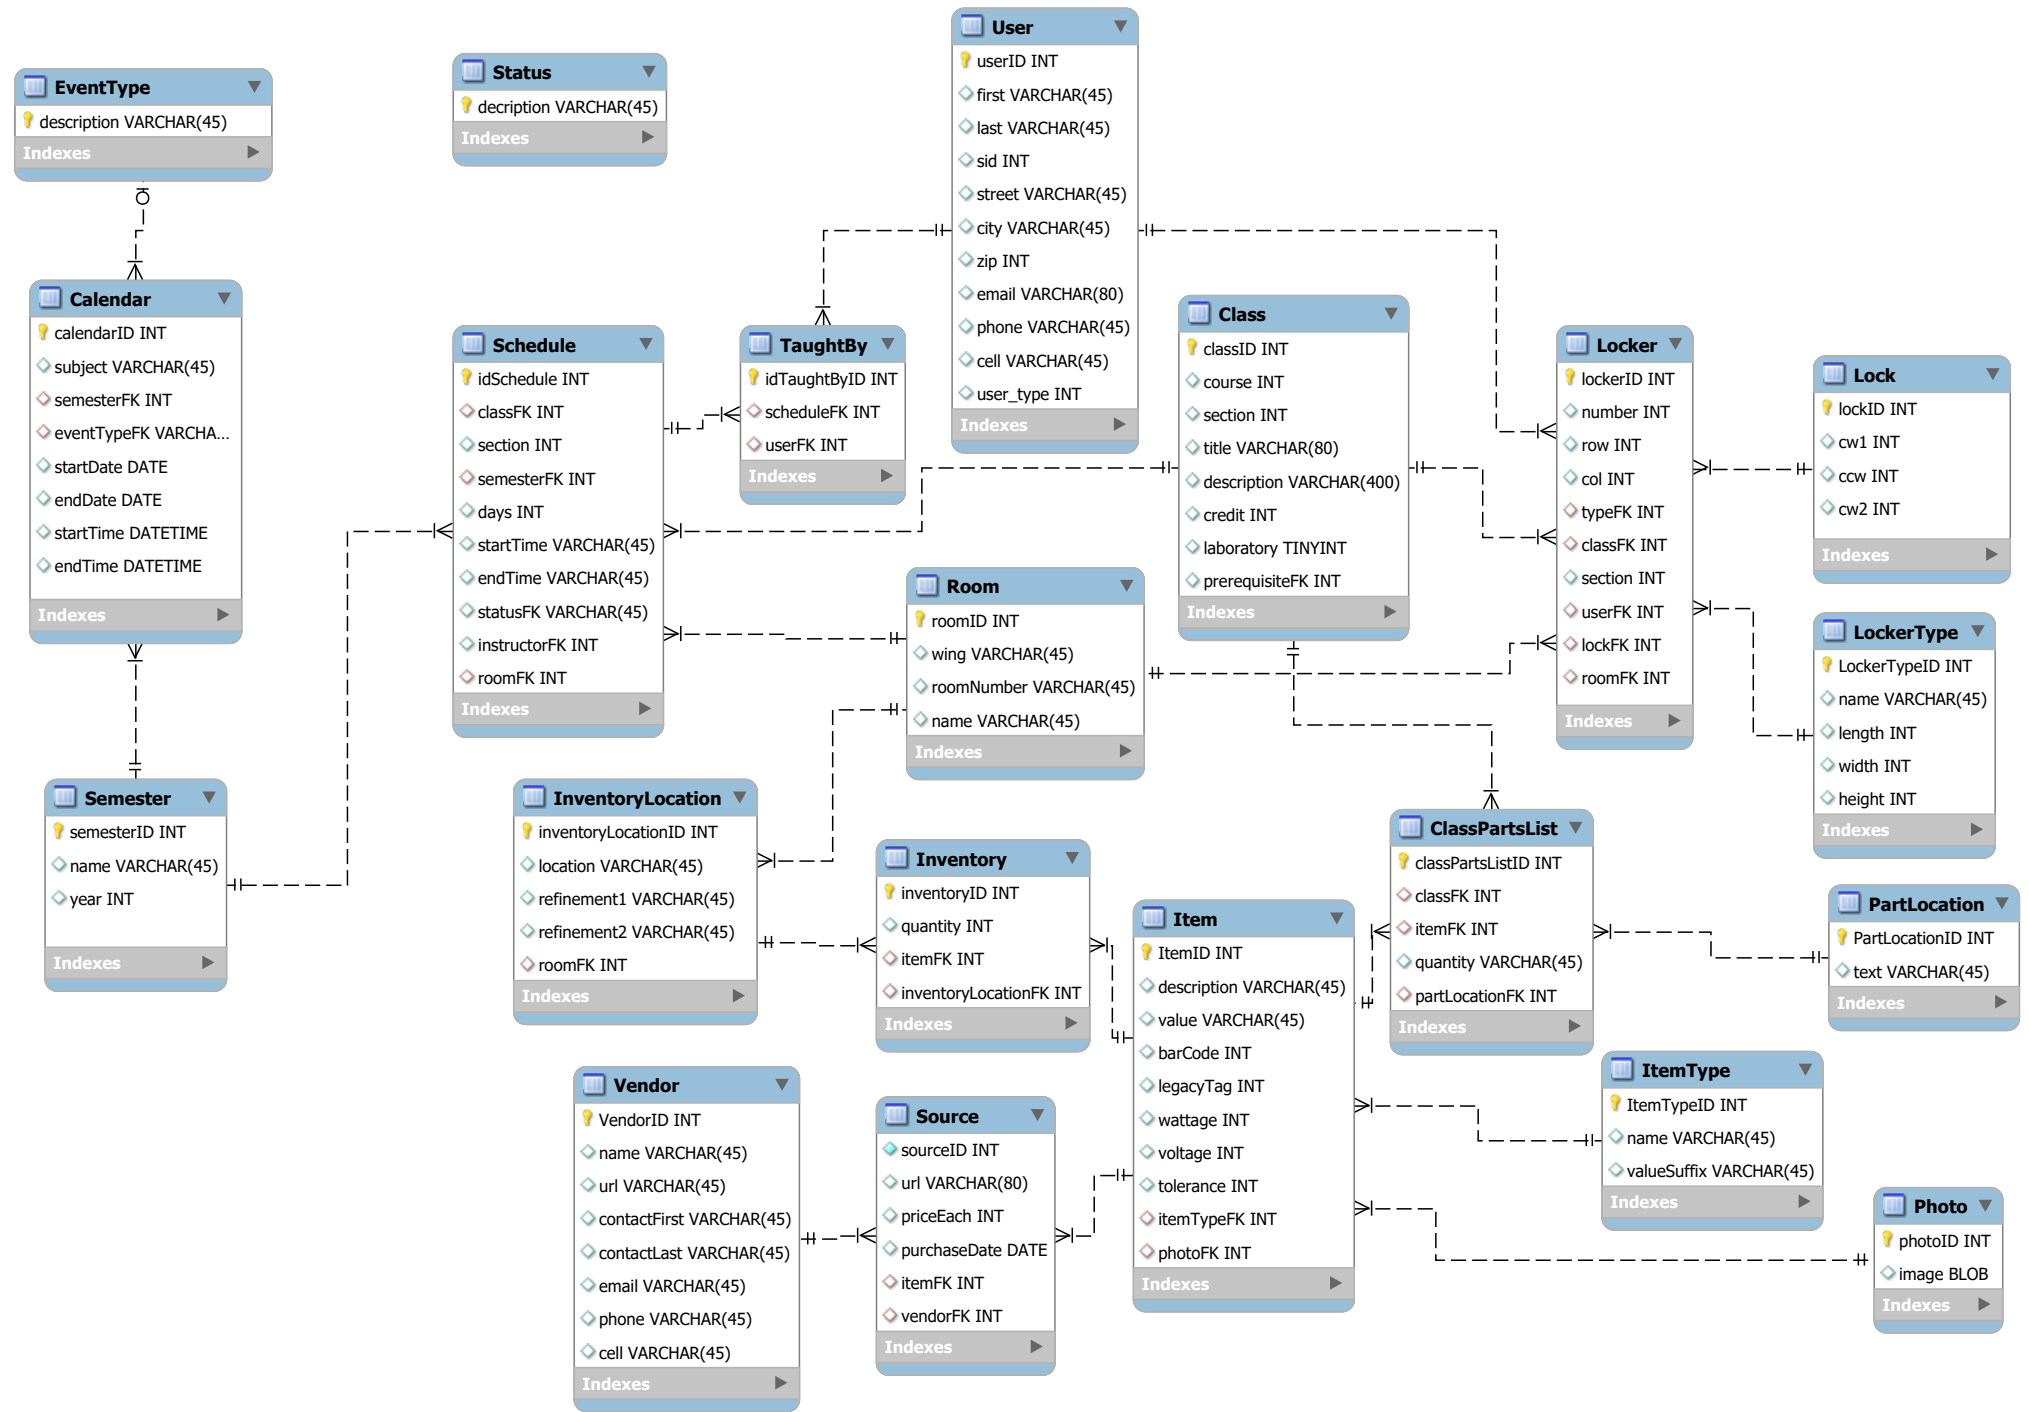 EventType
description VARCHAR(45)
Indexes
Status
decription VARCHAR(45)
Indexes
User
userID INT
first VARCHAR(45)
last VARCHAR(45)
sid INT
street VARCHAR(45)
city VARCHAR(45)
zip INT
email VARCHAR(80)
phone VARCHAR(45)
cell VARCHAR(45)
user_type INT
Indexes
Calendar
calendarID INT
subject VARCHAR(45)
semesterFK INT
eventTypeFK VARCHA...
startDate DATE
endDate DATE
startTime DATETIME
endTime DATETIME
Indexes
Schedule
idSchedule INT
classFK INT
section INT
semesterFK INT
days INT
startTime VARCHAR(45)
endTime VARCHAR(45)
statusFK VARCHAR(45)
instructorFK INT
roomFK INT
Indexes
TaughtBy
idTaughtByID INT
scheduleFK INT
userFK INT
Indexes
Class
classID INT
course INT
section INT
title VARCHAR(80)
description VARCHAR(400)
credit INT
laboratory TINYINT
prerequisiteFK INT
Indexes
Locker
lockerID INT
number INT
row INT
col INT
typeFK INT
classFK INT
section INT
userFK INT
lockFK INT
roomFK INT
Indexes
Lock
lockID INT
cw1 INT
ccw INT
cw2 INT
Indexes
Room
roomID INT
wing VARCHAR(45)
roomNumber VARCHAR(45)
name VARCHAR(45)
Indexes
LockerType
LockerTypeID INT
name VARCHAR(45)
length INT
width INT
height INT
Indexes
Semester
semesterID INT
name VARCHAR(45)
year INT
Indexes
InventoryLocation
inventoryLocationID INT
location VARCHAR(45)
refinement1 VARCHAR(45)
refinement2 VARCHAR(45)
roomFK INT
Indexes
Inventory
inventoryID INT
quantity INT
itemFK INT
inventoryLocationFK INT
Indexes
Item
ItemID INT
description VARCHAR(45)
value VARCHAR(45)
barCode INT
legacyTag INT
wattage INT
voltage INT
tolerance INT
itemTypeFK INT
photoFK INT
Indexes
ClassPartsList
classPartsListID INT
classFK INT
itemFK INT
quantity VARCHAR(45)
partLocationFK INT
Indexes
PartLocation
PartLocationID INT
text VARCHAR(45)
Indexes
Vendor
VendorID INT
name VARCHAR(45)
url VARCHAR(45)
contactFirst VARCHAR(45)
contactLast VARCHAR(45)
email VARCHAR(45)
phone VARCHAR(45)
cell VARCHAR(45)
Indexes
Source
sourceID INT
url VARCHAR(80)
priceEach INT
purchaseDate DATE
itemFK INT
vendorFK INT
Indexes
ItemType
ItemTypeID INT
name VARCHAR(45)
valueSuffix VARCHAR(45)
Indexes
Photo
photoID INT
image BLOB
Indexes